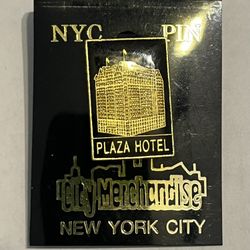 NYC PIN
PLAZA HOTEL
City Merchandise
NEW YORK CITY